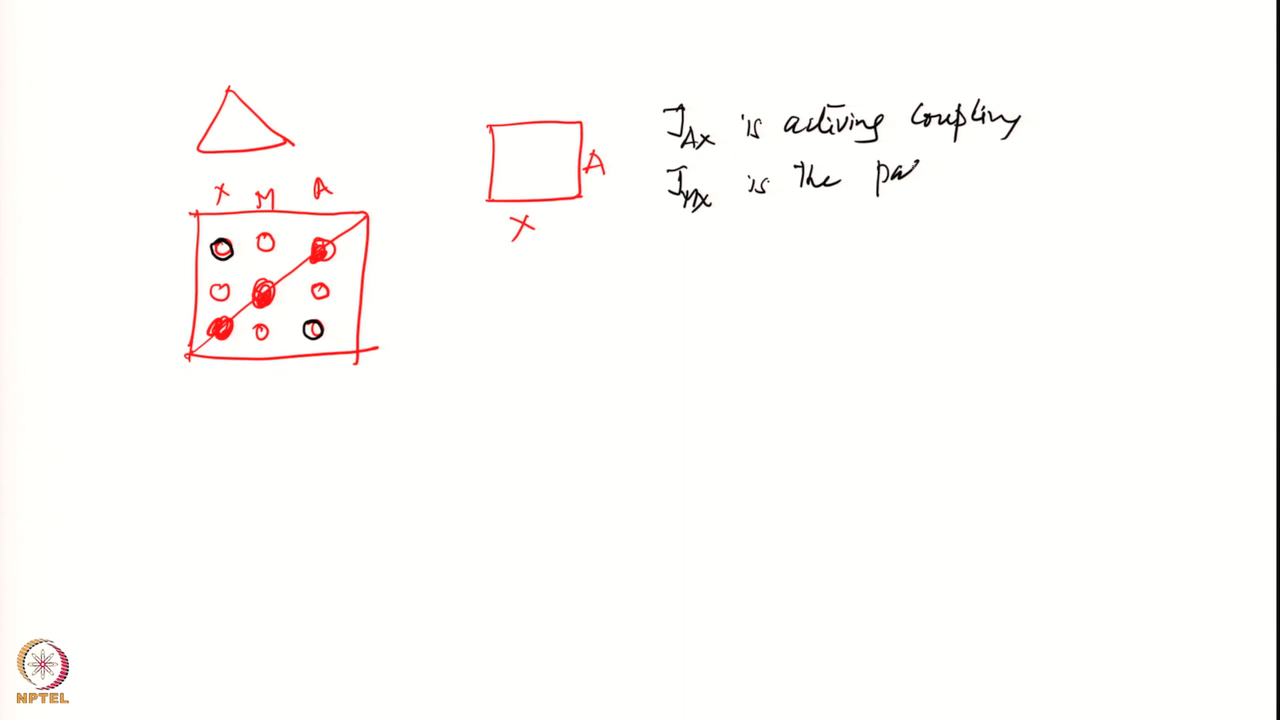 J_AX is activing coupling
J_MX is the pa
X M A
A
X
NPTEL